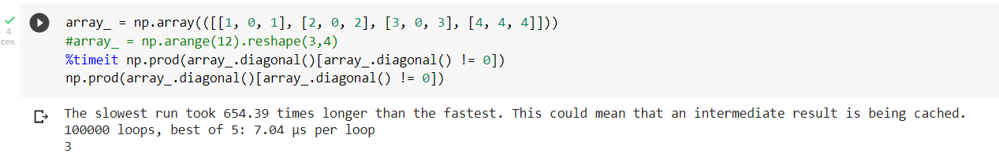 array_ = np.array(([[1, 0, 1], [2, 0, 2], [3, 0, 3], [4, 4, 4]]))
#array_ = np.arange(12).reshape(3,4)
%timeit np.prod(array_.diagonal()[array_.diagonal() != 0])
np.prod(array_.diagonal()[array_.diagonal() != 0])
4
сек.
The slowest run took 654.39 times longer than the fastest. This could mean that an intermediate result is being cached.
100000 loops, best of 5: 7.04 µs per loop
3